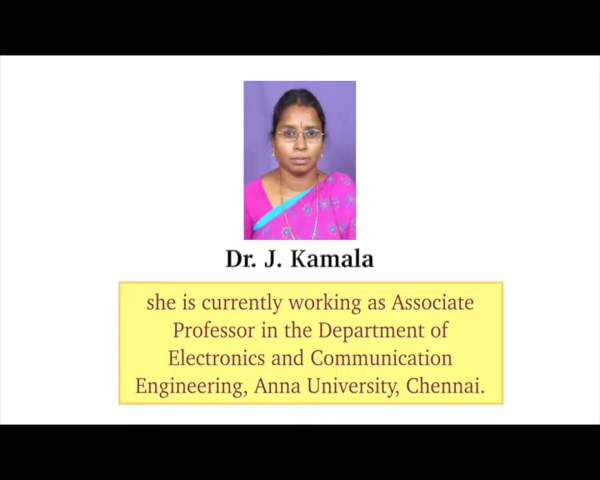 Dr. J. Kamala
she is currently working as Associate
Professor in the Department of
Electronics and Communication
Engineering, Anna University, Chennai.